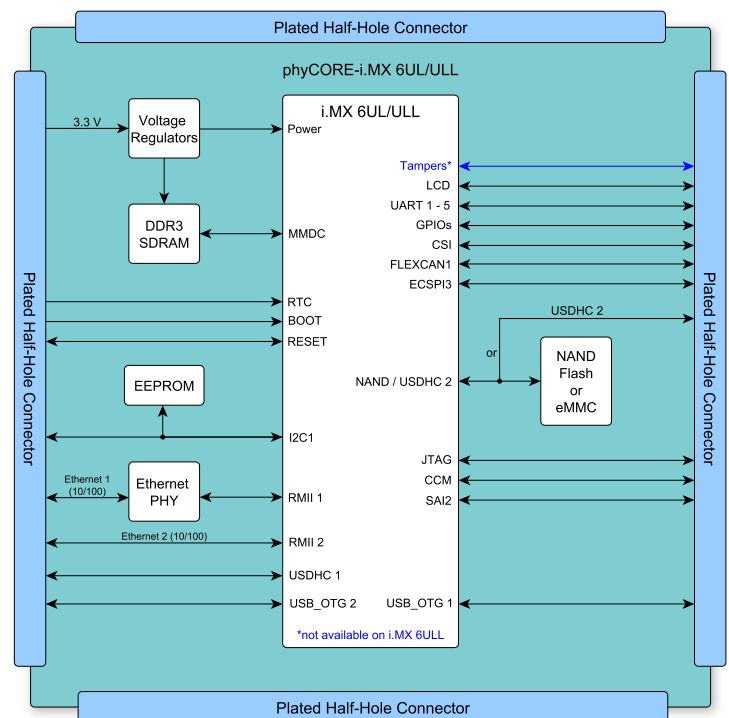 Plated Half-Hole Connector
phyCORE-i.MX 6UL/ULL
Plated Half-Hole Connector
3.3 V
Voltage
Regulators
DDR3
SDRAM
EEPROM
Ethernet 1
(10/100)
Ethernet
PHY
Ethernet 2 (10/100)
i.MX 6UL/ULL
Power
MMDC
RTC
BOOT
RESET
I2C1
RMII 1
RMII 2
USDHC 1
USB_OTG 2
Tampers*
LCD
UART 1 - 5
GPIOs
CSI
FLEXCAN1
ECSPI3
NAND / USDHC 2
JTAG
CCM
SAI2
USB_OTG 1
*not available on i.MX 6ULL
USDHC 2
or
NAND
Flash
or
eMMC
Plated Half-Hole Connector
Plated Half-Hole Connector